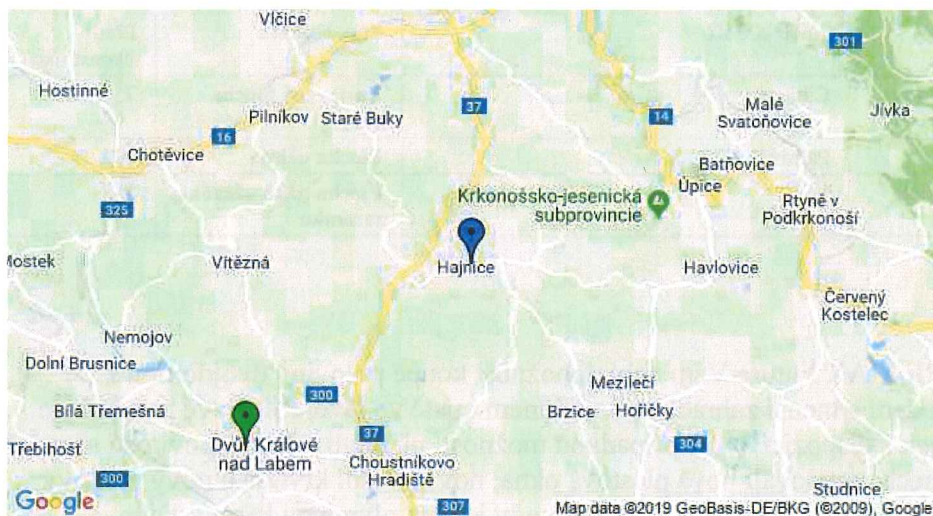 Vlčice
301
Hostinné
37
Malé
Svatoňovice
Jívka
Pilníkov
Staré Buky
14
16
Chotěvice
Batňovice
Krkonošsko-jesenická
subprovincie
Úpice
Rtyně v
Podkrkonoší
325
Mostek
Vítězná
Hajnice
Havlovice
Červený
Kostelec
Nemojov
Dolní Brusnice
300
Mezilečí
Bílá Třemešná
Brzice
Hořičky
Třebihošť
Dvůr Králové
nad Labem
37
304
Choustníkovo
Hradiště
300
Studnice
307
Google
Map data ©2019 GeoBasis-DE/BKG (©2009), Google